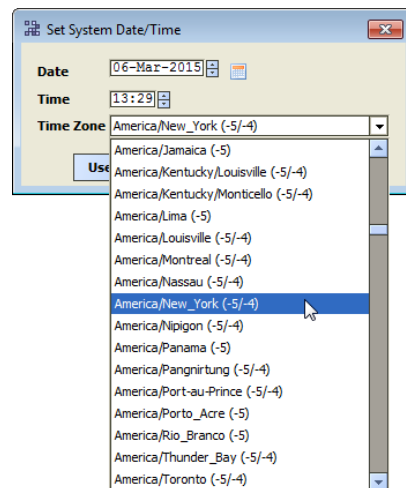 Set System Date/Time
Date 06-Mar-2015
Time 13:29
Time Zone America/New_York (-5/-4)
America/Jamaica (-5)
America/Kentucky/Louisville (-5/-4)
America/Kentucky/Monticello (-5/-4)
America/Lima (-5)
America/Louisville (-5/-4)
America/Montreal (-5/-4)
America/Nassau (-5/-4)
America/New_York (-5/-4)
America/Nipigon (-5/-4)
America/Panama (-5)
America/Pangnirtung (-5/-4)
America/Port-au-Prince (-5/-4)
America/Porto_Acre (-5)
America/Rio_Branco (-5)
America/Thunder_Bay (-5/-4)
America/Toronto (-5/-4)